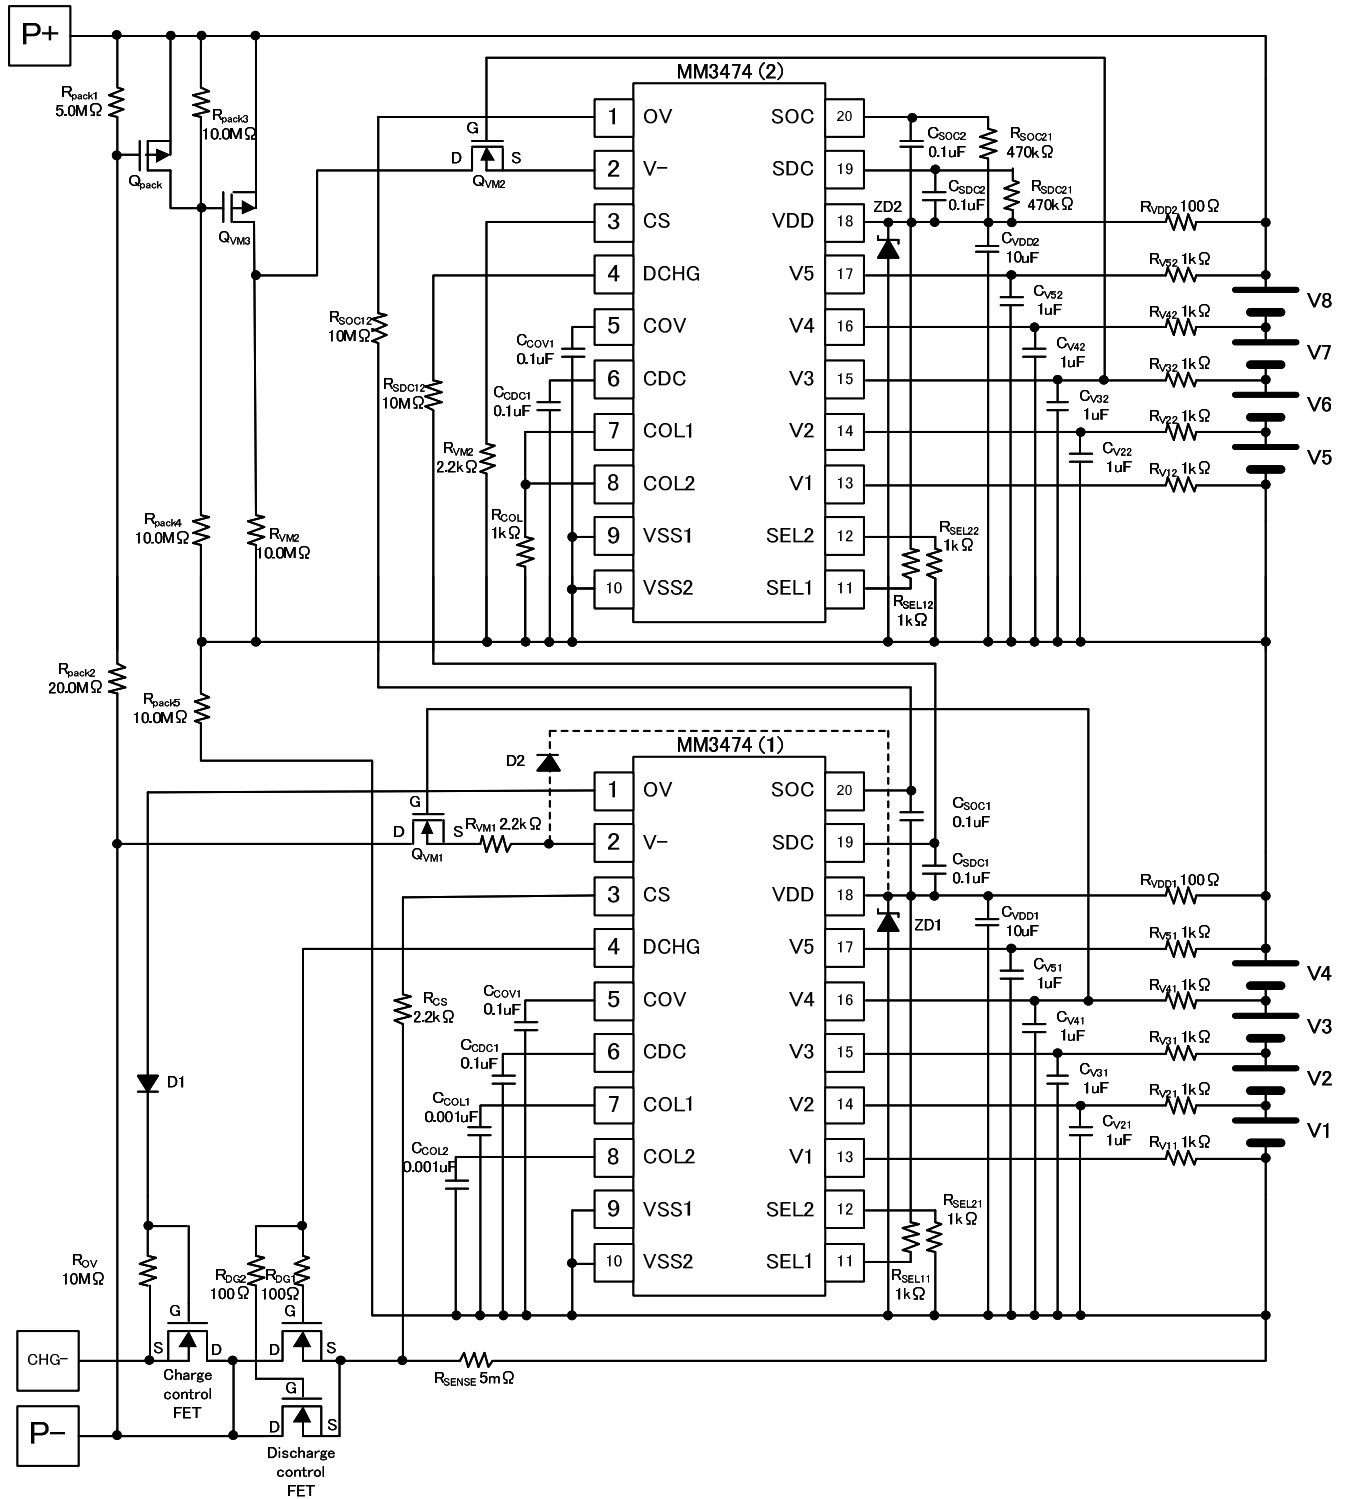 P+
Rpack1
5.0MΩ
Rpack3
10.0MΩ
Qpack
QVM3
MM3474 (2)
G
D
S
QVM2
1 OV
2 V-
3 CS
4 DCHG
5 COV
6 CDC
7 COL1
8 COL2
9 VSS1
10 VSS2
SOC 20
SDC 19
VDD 18
V5 17
V4 16
V3 15
V2 14
V1 13
SEL2 12
SEL1 11
CSOC2
0.1uF
RSOC21
470kΩ
CSDC2
0.1uF
RSDC21
470kΩ
ZD2
CVDD2
10uF
RVDD2 100Ω
RV52 1kΩ
CV52
1uF
RV42 1kΩ
CV42
1uF
RV32 1kΩ
CV32
1uF
RV22 1kΩ
CV22
1uF
RV12 1kΩ
V8
V7
V6
V5
RSOC12
10MΩ
RSDC12
10MΩ
CCOV1
0.1uF
CCDC1
0.1uF
RVM2
2.2kΩ
RCOL
1kΩ
RSEL22
1kΩ
RSEL12
1kΩ
Rpack4
10.0MΩ
RVM2
10.0MΩ
Rpack2
20.0MΩ
Rpack5
10.0MΩ
MM3474 (1)
D2
G
D
S
QVM1
RVM1 2.2kΩ
1 OV
2 V-
3 CS
4 DCHG
5 COV
6 CDC
7 COL1
8 COL2
9 VSS1
10 VSS2
SOC 20
SDC 19
VDD 18
V5 17
V4 16
V3 15
V2 14
V1 13
SEL2 12
SEL1 11
CSOC1
0.1uF
CSDC1
0.1uF
ZD1
CVDD1
10uF
RVDD1 100Ω
RV51 1kΩ
CV51
1uF
RV41 1kΩ
CV41
1uF
RV31 1kΩ
CV31
1uF
RV21 1kΩ
CV21
1uF
RV11 1kΩ
V4
V3
V2
V1
RCS
2.2kΩ
CCOV1
0.1uF
CCDC1
0.1uF
CCOL1
0.001uF
CCOL2
0.001uF
RSEL21
1kΩ
RSEL11
1kΩ
D1
ROV
10MΩ
RDG2
100Ω
RDG1
100Ω
G
S
D
G
D
S
CHG-
Charge
control
FET
RSENSE 5mΩ
G
D
S
P-
Discharge
control
FET